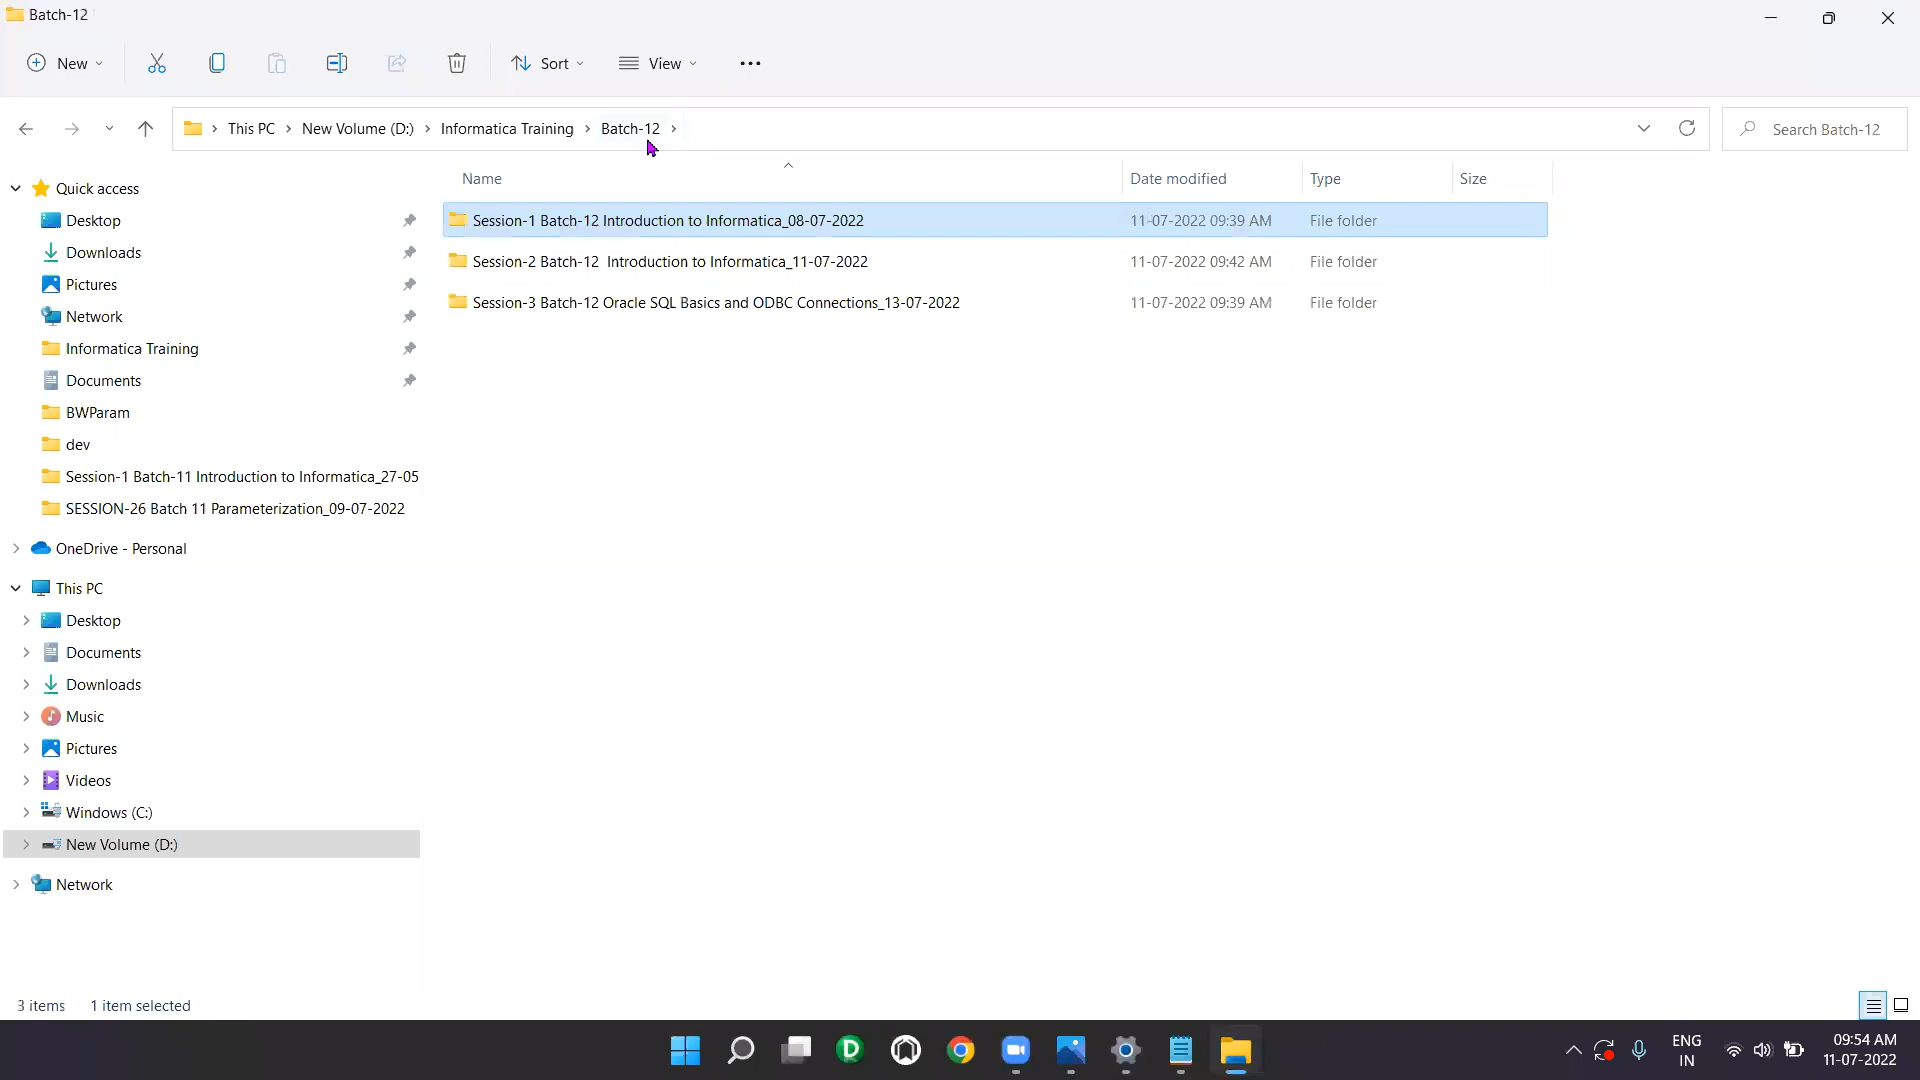 Batch-12
New
Sort
View
This PC
New Volume (D:)
Informatica Training
Batch-12
Search Batch-12
Name
Date modified
Type
Size
Quick access
Desktop
Downloads
Pictures
Network
Informatica Training
Documents
BWParam
dev
Session-1 Batch-11 Introduction to Informatica_27-05
SESSION-26 Batch 11 Parameterization_09-07-2022
OneDrive - Personal
This PC
Desktop
Documents
Downloads
Music
Pictures
Videos
Windows (C:)
New Volume (D:)
Network
Session-1 Batch-12 Introduction to Informatica_08-07-2022 11-07-2022 09:39 AM File folder
Session-2 Batch-12  Introduction to Informatica_11-07-2022 11-07-2022 09:42 AM File folder
Session-3 Batch-12 Oracle SQL Basics and ODBC Connections_13-07-2022 11-07-2022 09:39 AM File folder
3 items 1 item selected
ENG
IN
09:54 AM
11-07-2022